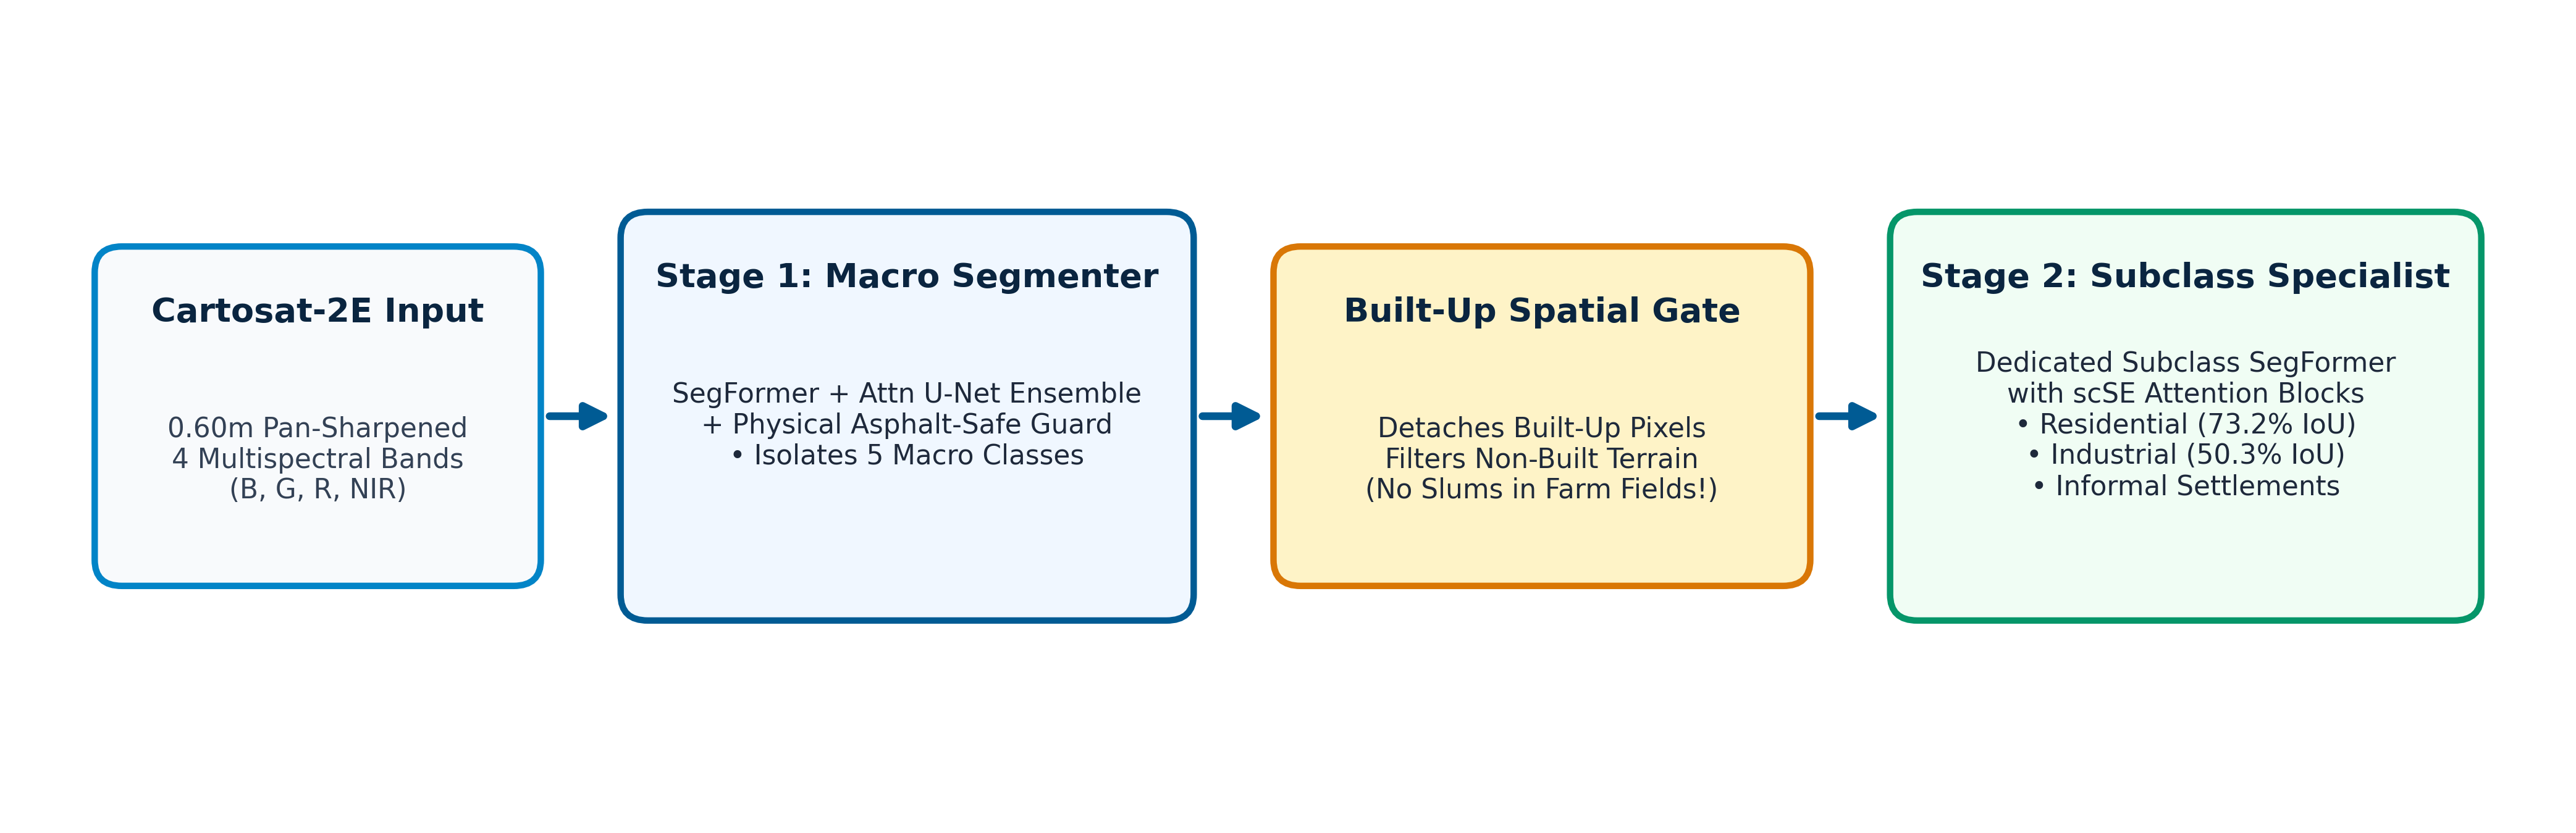 Cartosat-2E Input
0.60m Pan-Sharpened
4 Multispectral Bands
(B, G, R, NIR)
Stage 1: Macro Segmenter
SegFormer + Attn U-Net Ensemble
+ Physical Asphalt-Safe Guard
• Isolates 5 Macro Classes
Built-Up Spatial Gate
Detaches Built-Up Pixels
Filters Non-Built Terrain
(No Slums in Farm Fields!)
Stage 2: Subclass Specialist
Dedicated Subclass SegFormer
with scSE Attention Blocks
• Residential (73.2% IoU)
• Industrial (50.3% IoU)
• Informal Settlements